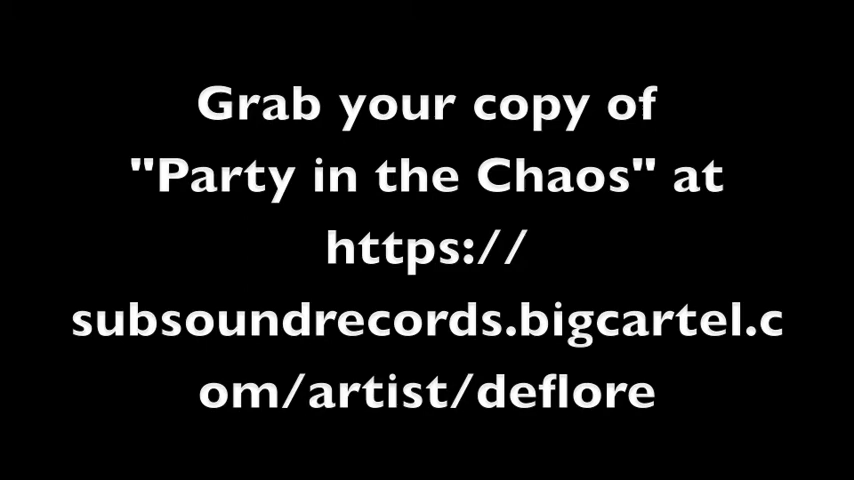 Grab your copy of
"Party in the Chaos" at
https://
subsoundrecords.bigcartel.c
om/artist/deflore